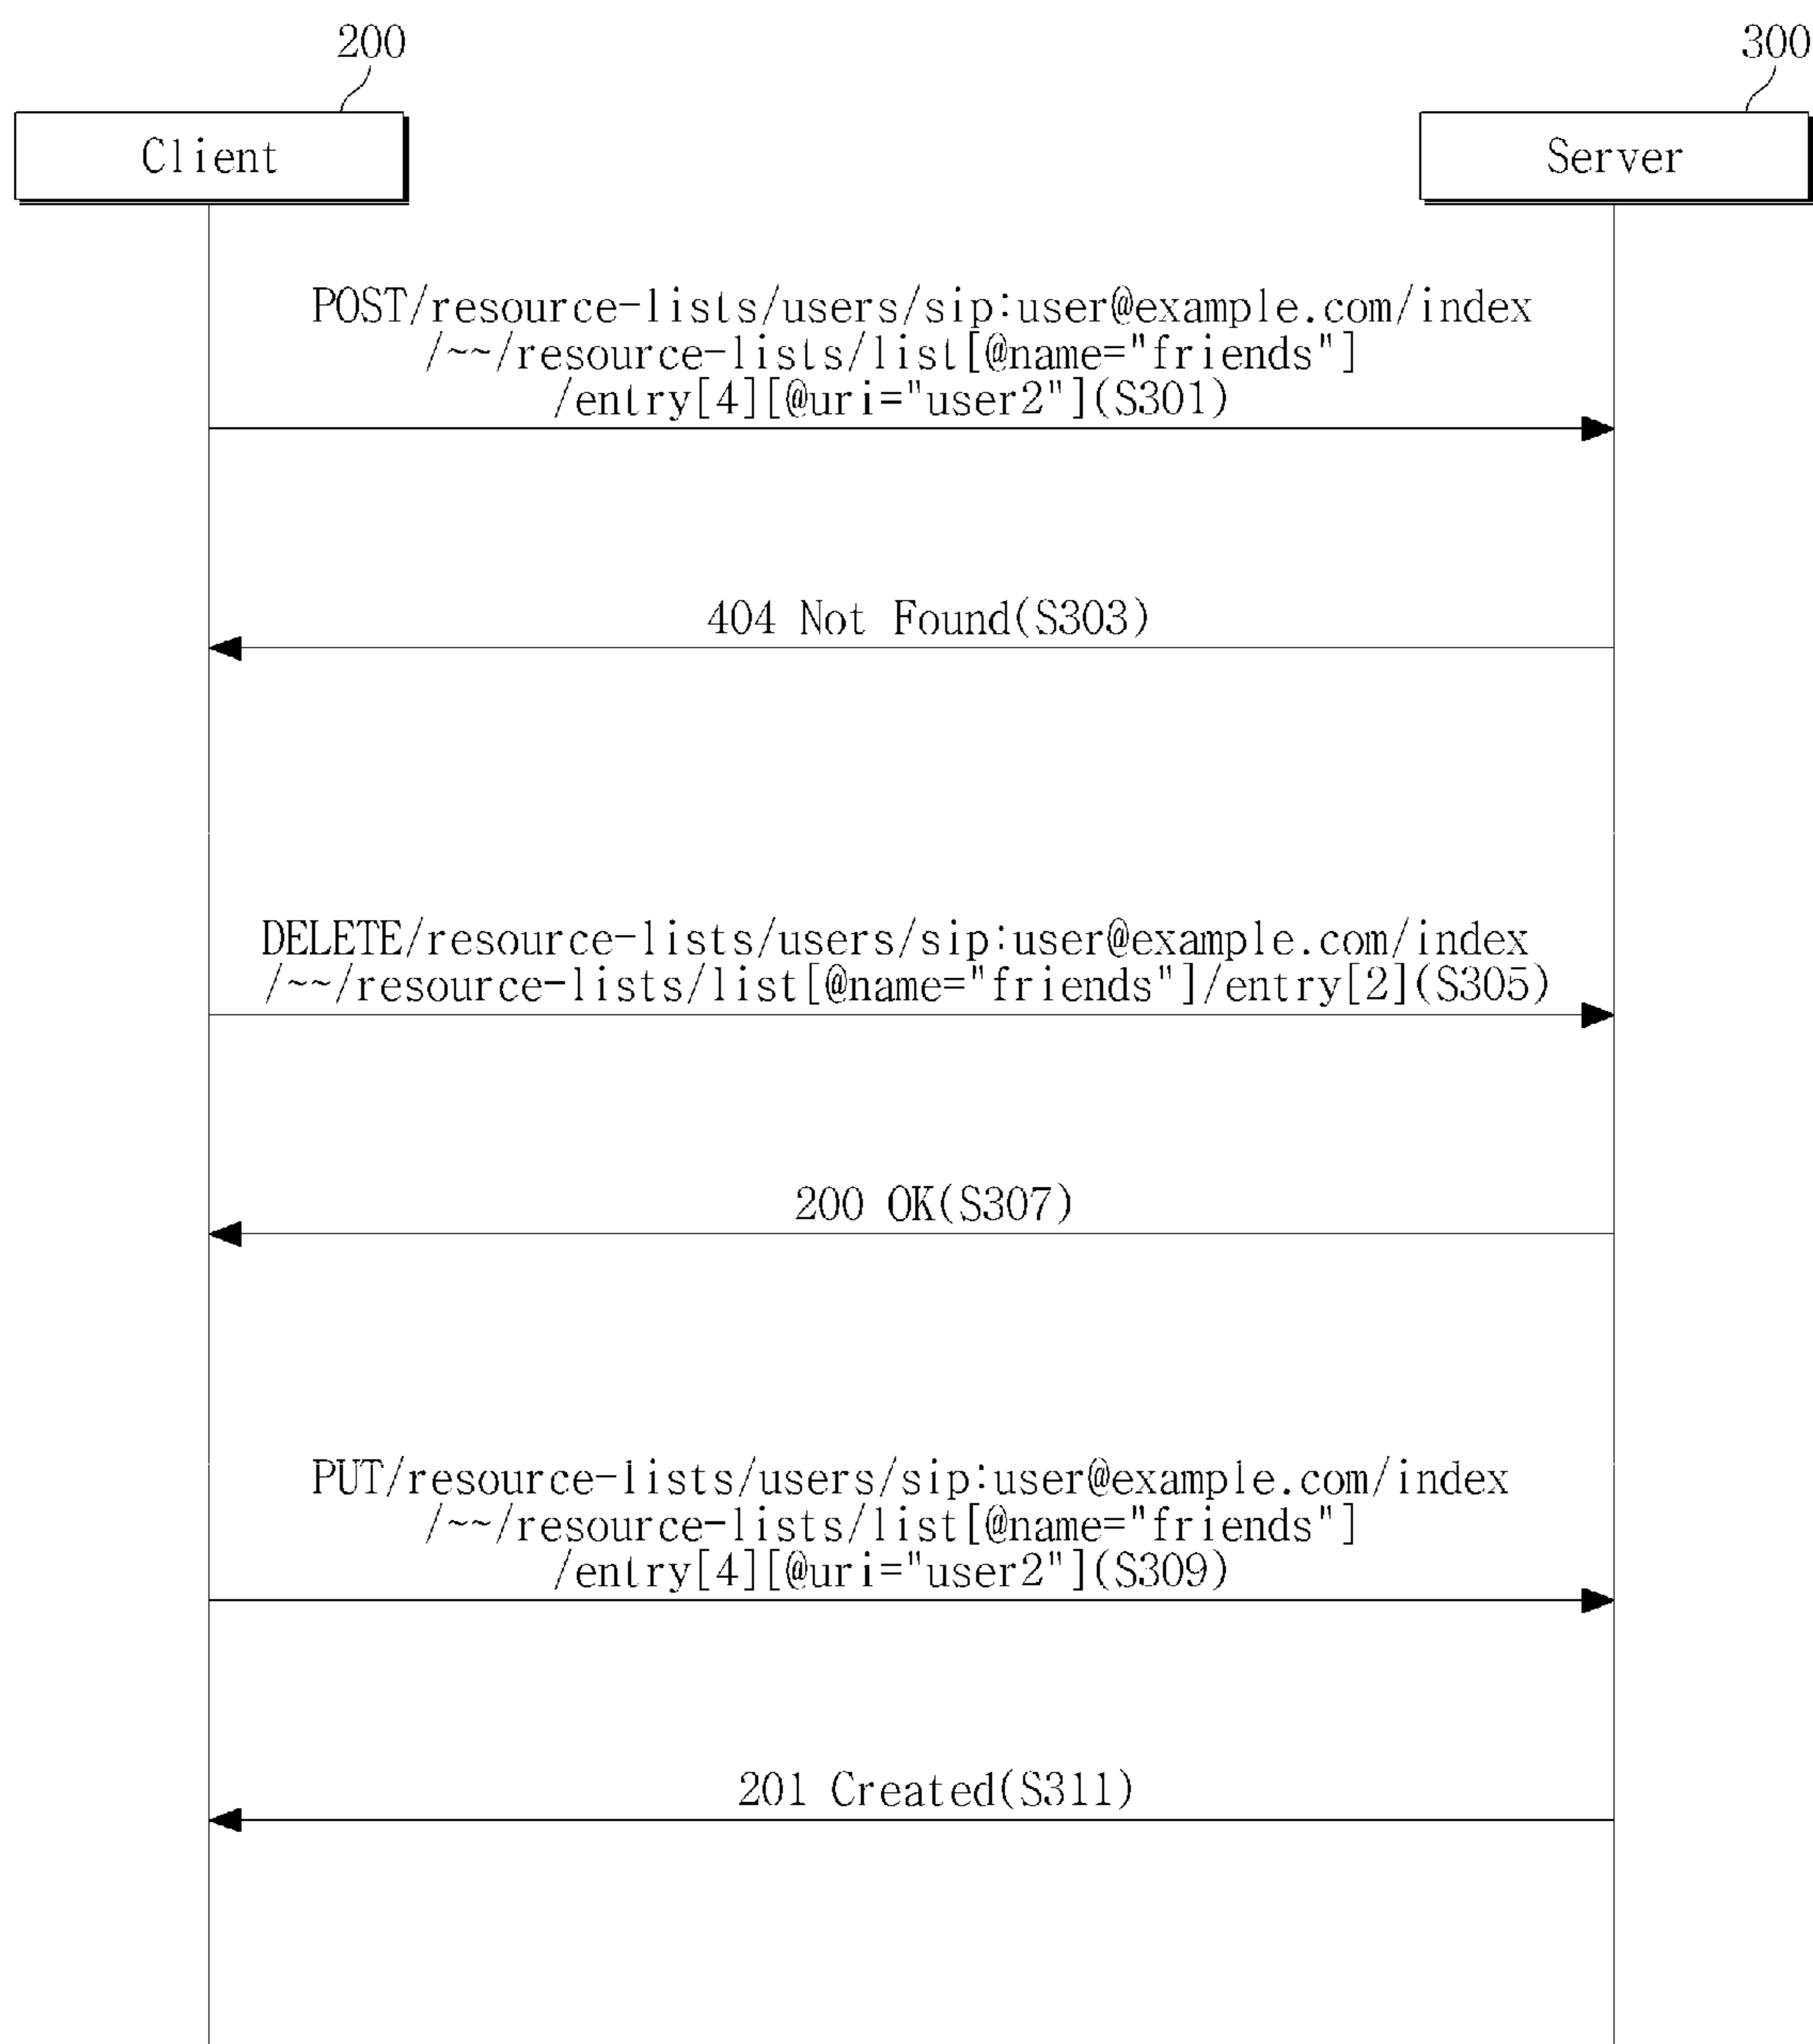 200
300
Client
Server
POST/resource-lists/users/sip:user@example.com/index
/~~/resource-lists/list[@name="friends"]
/entry[4][@uri="user2"](S301)
404 Not Found(S303)
DELETE/resource-lists/users/sip:user@example.com/index
/~~/resource-lists/list[@name="friends"]/entry[2](S305)
200 OK(S307)
PUT/resource-lists/users/sip:user@example.com/index
/~~/resource-lists/list[@name="friends"]
/entry[4][@uri="user2"](S309)
201 Created(S311)